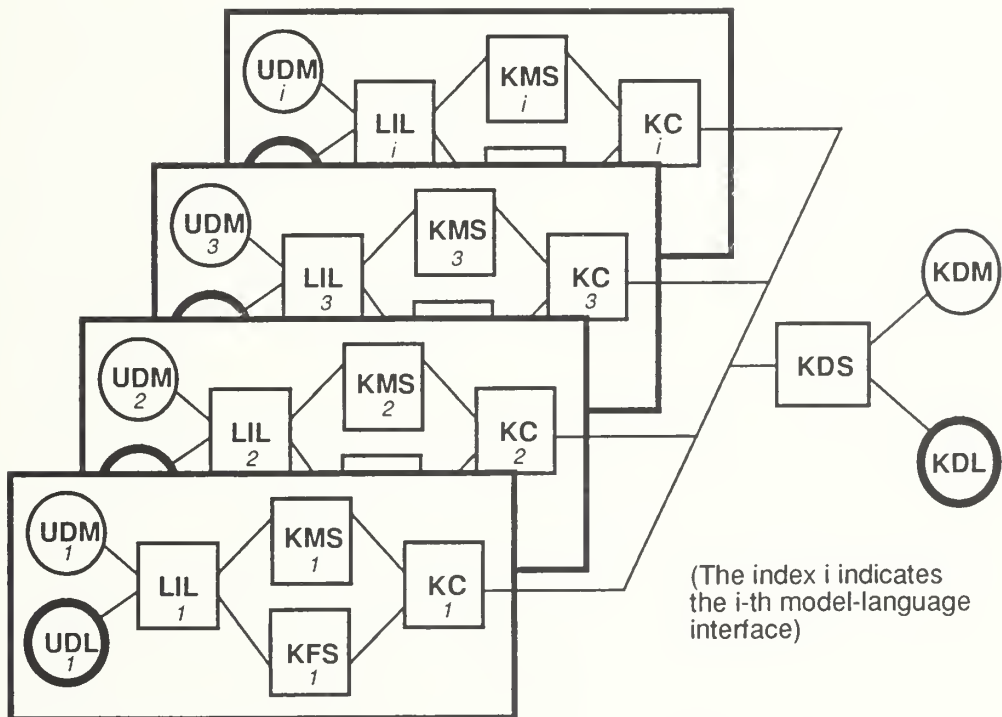 UDM
i
LIL
i
KMS
i
KC
i
UDM
3
LIL
3
KMS
3
KC
3
UDM
2
LIL
2
KMS
2
KC
2
UDM
1
UDL
1
LIL
1
KMS
1
KFS
1
KC
1
KDS
KDM
KDL
(The index i indicates
the i-th model-language
interface)